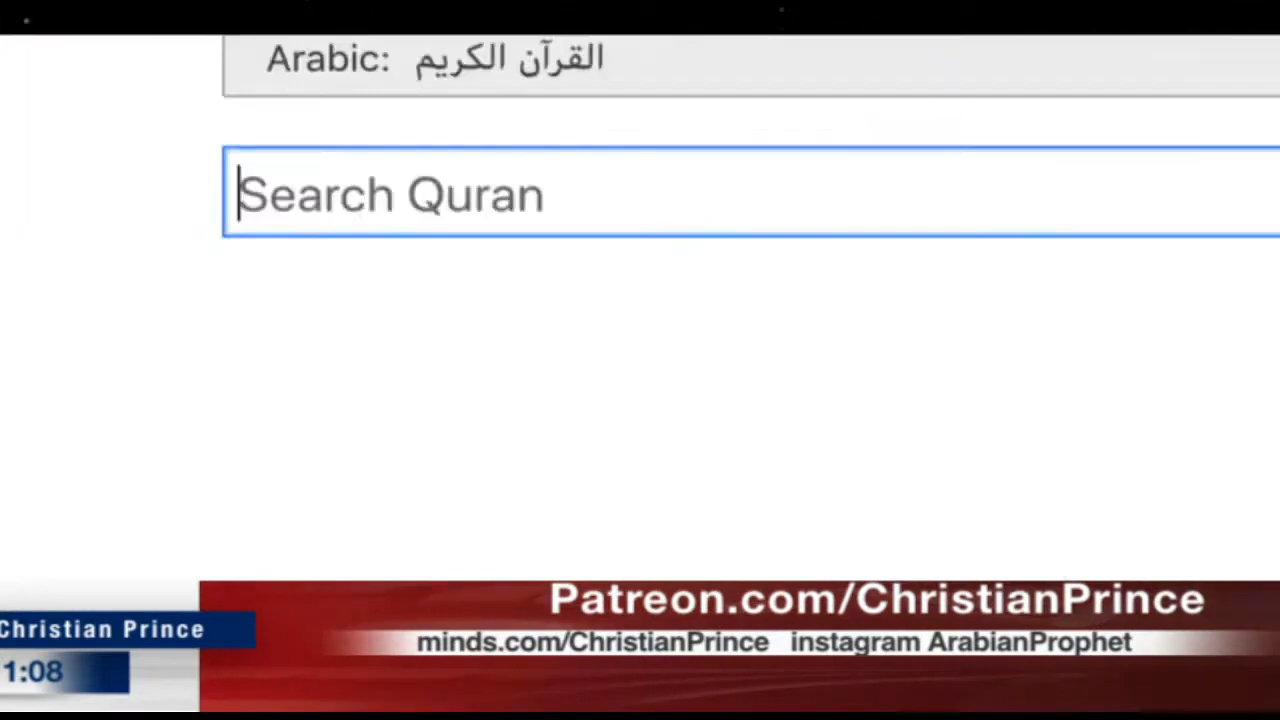 Arabic: القرآن الكريم
Search Quran
Patreon.com/ChristianPrince
Christian Prince
minds.com/ChristianPrince instagram ArabianProphet
1:08